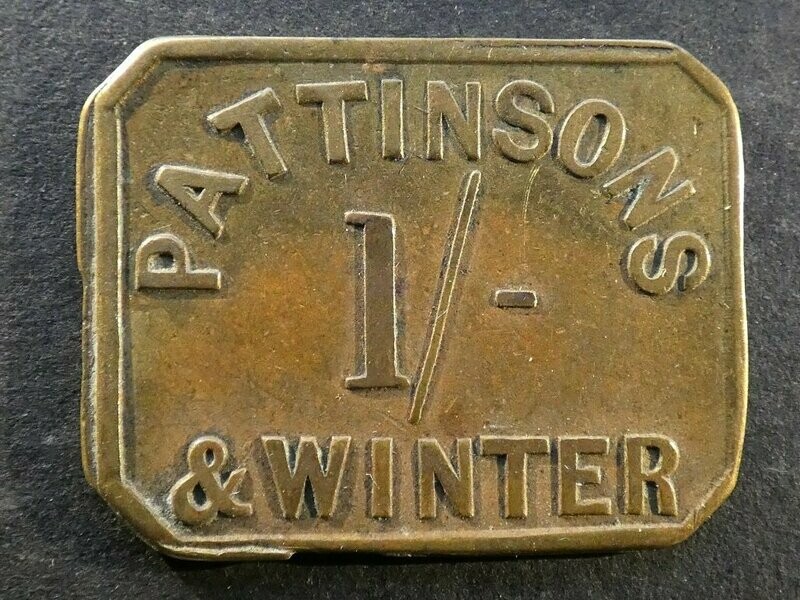 PATTINSONS
1/-
& WINTER